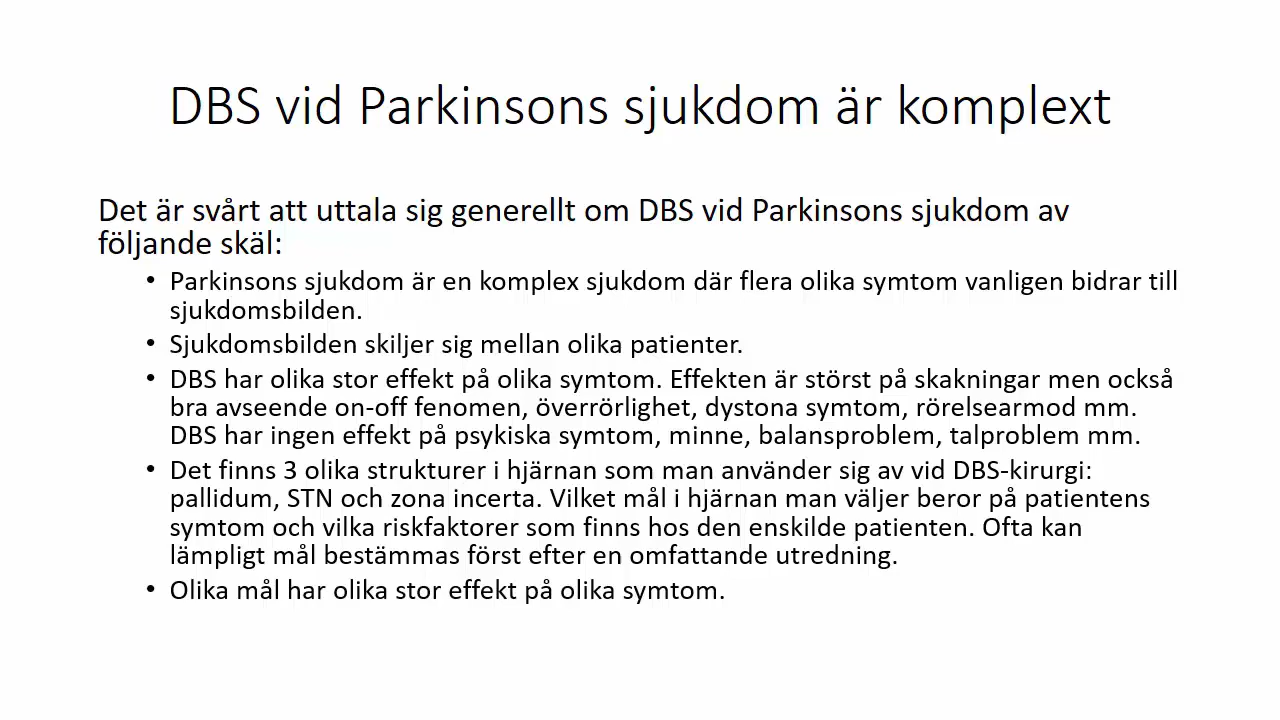 DBS vid Parkinsons sjukdom är komplext
Det är svårt att uttala sig generellt om DBS vid Parkinsons sjukdom av
följande skäl:
• Parkinsons sjukdom är en komplex sjukdom där flera olika symtom vanligen bidrar till
sjukdomsbilden.
• Sjukdomsbilden skiljer sig mellan olika patienter.
• DBS har olika stor effekt på olika symtom. Effekten är störst på skakningar men också
bra avseende on-off fenomen, överrörlighet, dystona symtom, rörelsearmod mm.
DBS har ingen effekt på psykiska symtom, minne, balansproblem, talproblem mm.
• Det finns 3 olika strukturer i hjärnan som man använder sig av vid DBS-kirurgi:
pallidum, STN och zona incerta. Vilket mål i hjärnan man väljer beror på patientens
symtom och vilka riskfaktorer som finns hos den enskilde patienten. Ofta kan
lämpligt mål bestämmas först efter en omfattande utredning.
• Olika mål har olika stor effekt på olika symtom.